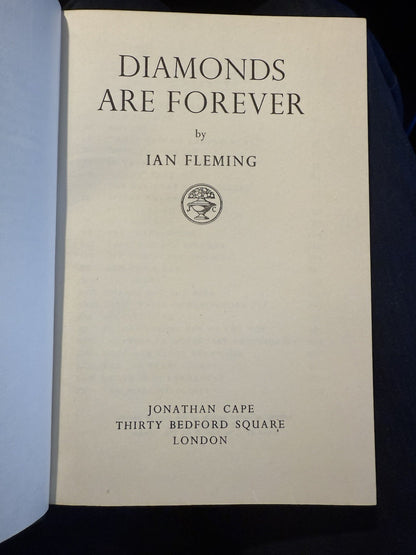 DIAMONDS
ARE FOREVER
by
IAN FLEMING
J C
JONATHAN CAPE
THIRTY BEDFORD SQUARE
LONDON